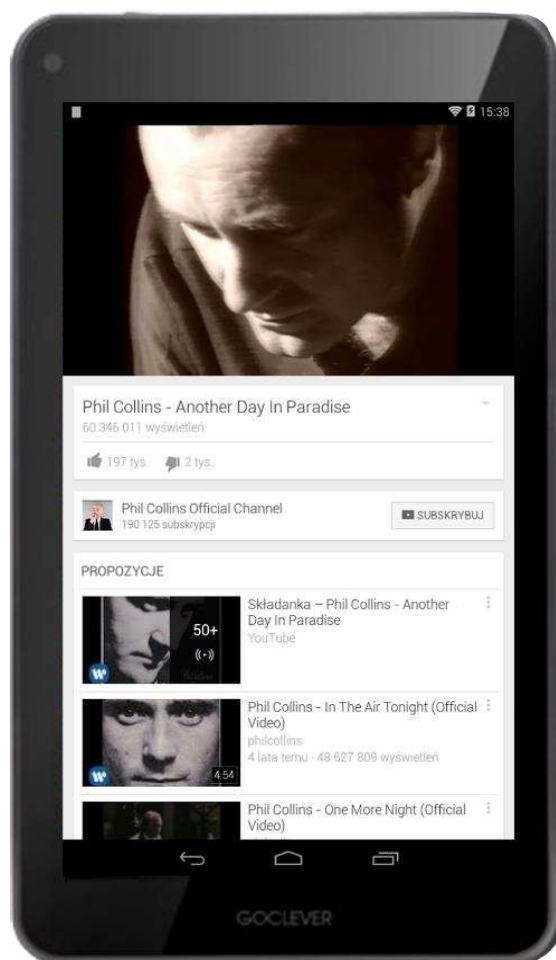 15:38
Phil Collins - Another Day In Paradise
60 346 011 wyświetleń
197 tys.
2 tys.
Phil Collins Official Channel
190 125 subskrypcji
SUBSKRYBUJ
PROPOZYCJE
50+
Składanka – Phil Collins - Another
Day In Paradise
YouTube
Phil Collins - In The Air Tonight (Official
Video)
philcollins
4 lata temu · 48 627 809 wyświetleń
4:54
Phil Collins - One More Night (Official
Video)
GOCLEVER